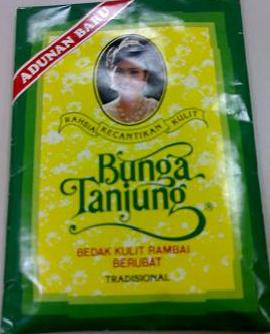 ADUNAN BARU
RAHSIA KECANTIKAN KULIT
Bunga
Tanjung ®
BEDAK KULIT RAMBAI
BERUBAT
TRADISIONAL